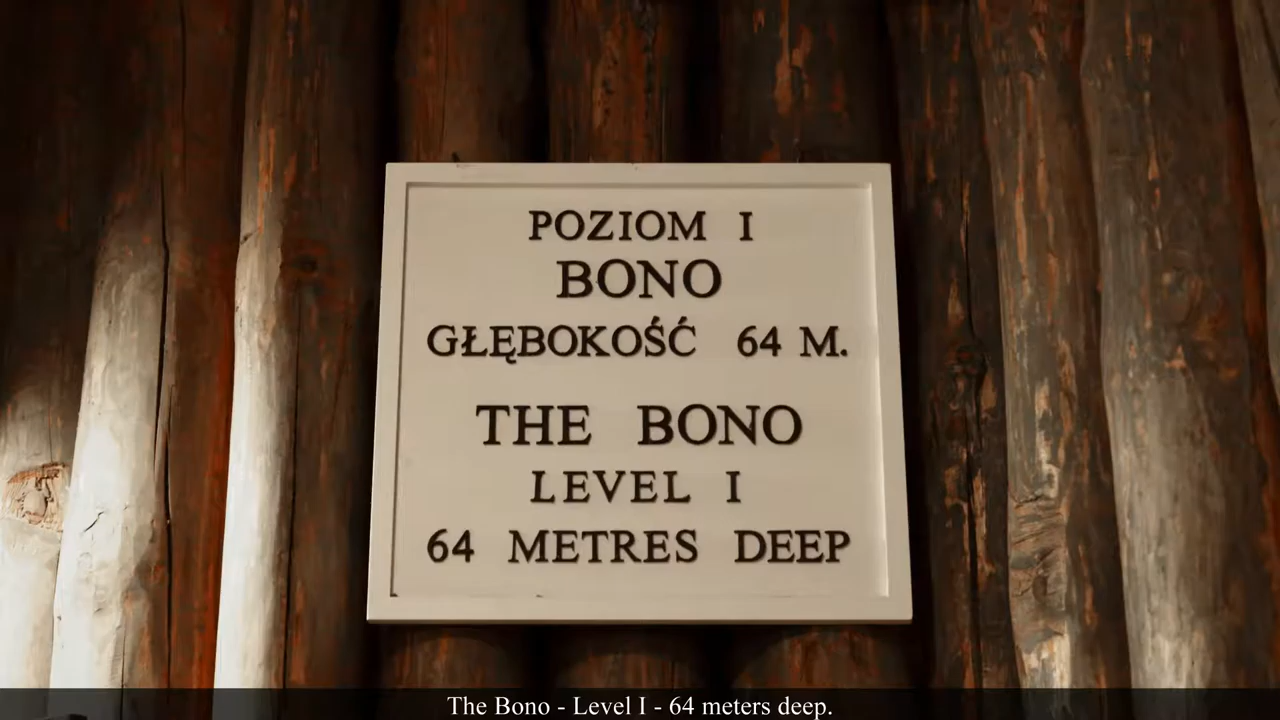 POZIOM I
BONO
GŁĘBOKOŚĆ 64 M.
THE BONO
LEVEL I
64 METRES DEEP
The Bono - Level I - 64 meters deep.